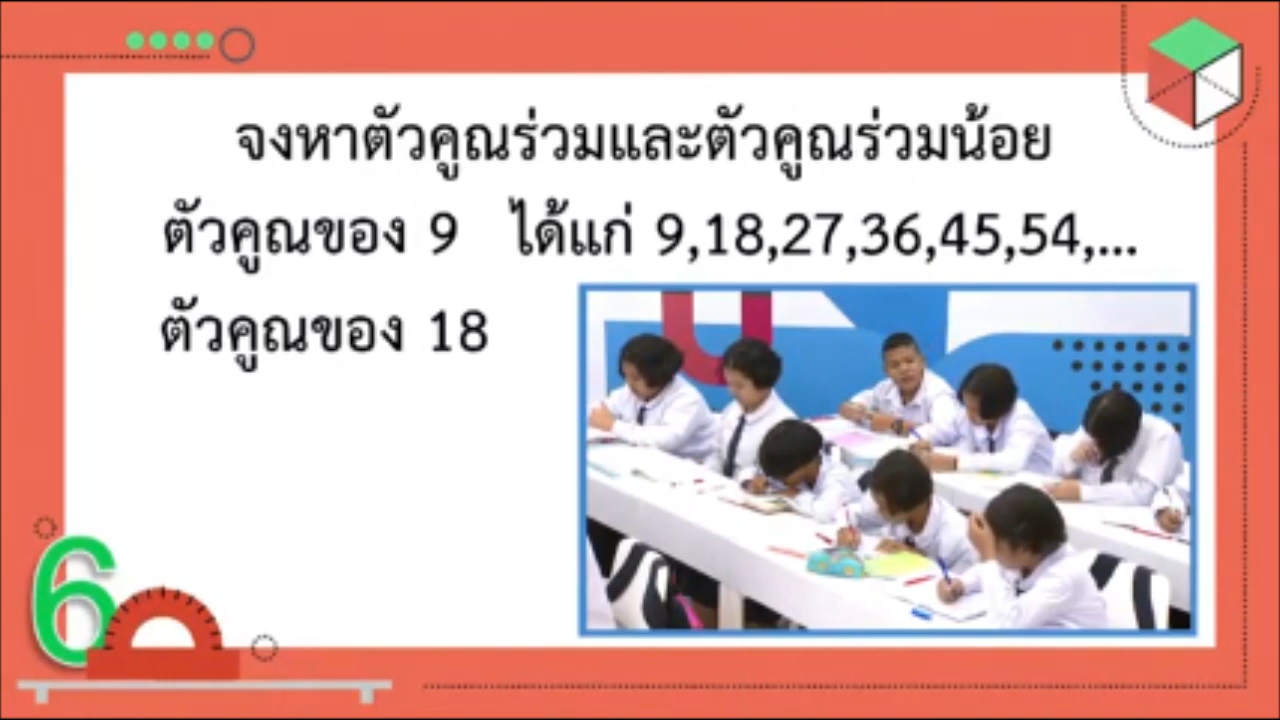 จงหาตัวคูณร่วมและตัวคูณร่วมน้อย
ตัวคูณของ 9 ได้แก่ 9,18,27,36,45,54,...
ตัวคูณของ 18
6